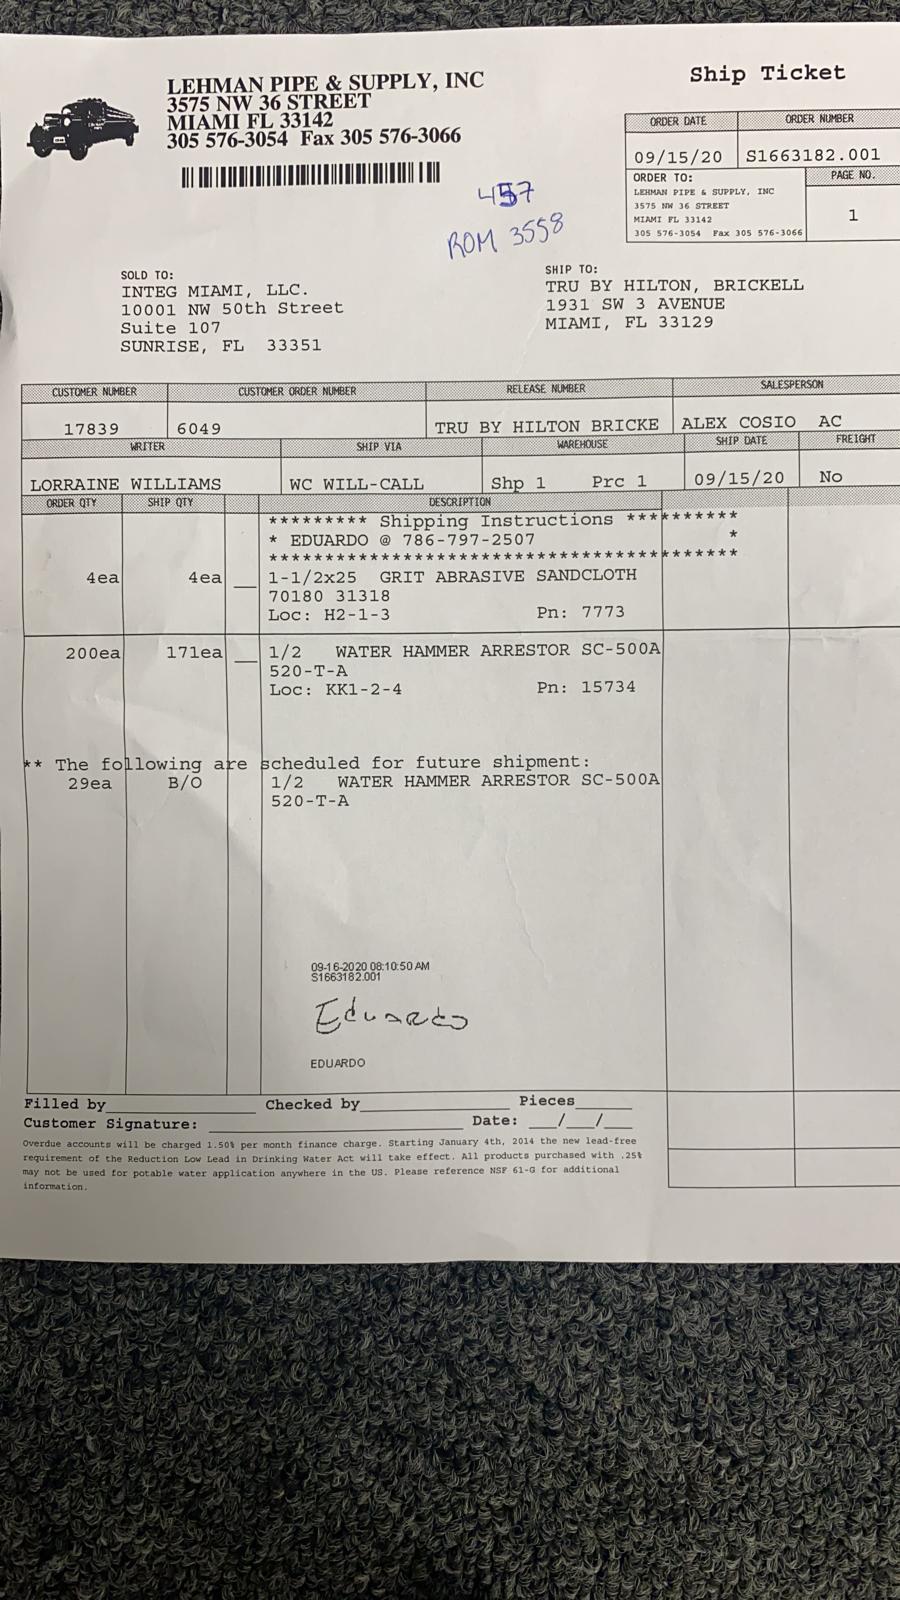 LEHMAN PIPE & SUPPLY, INC
3575 NW 36 STREET
MIAMI FL 33142
305 576-3054 Fax 305 576-3066
Ship Ticket
ORDER DATE ORDER NUMBER
09/15/20 S1663182.001
ORDER TO: PAGE NO.
LEHMAN PIPE & SUPPLY, INC
3575 NW 36 STREET
MIAMI FL 33142
305 576-3054 Fax 305 576-3066
1
457
ROM 3558
SOLD TO:
INTEG MIAMI, LLC.
10001 NW 50th Street
Suite 107
SUNRISE, FL 33351
SHIP TO:
TRU BY HILTON, BRICKELL
1931 SW 3 AVENUE
MIAMI, FL 33129
CUSTOMER NUMBER CUSTOMER ORDER NUMBER RELEASE NUMBER SALESPERSON
17839 6049 TRU BY HILTON BRICKE ALEX COSIO AC
WRITER SHIP VIA WAREHOUSE SHIP DATE FREIGHT
LORRAINE WILLIAMS WC WILL-CALL Shp 1 Prc 1 09/15/20 No
ORDER QTY SHIP QTY DESCRIPTION
********* Shipping Instructions **********
* EDUARDO @ 786-797-2507 *
******************************************
4ea 4ea __ 1-1/2x25 GRIT ABRASIVE SANDCLOTH
70180 31318
Loc: H2-1-3 Pn: 7773
200ea 171ea __ 1/2 WATER HAMMER ARRESTOR SC-500A
520-T-A
Loc: KK1-2-4 Pn: 15734
** The following are scheduled for future shipment:
29ea B/O 1/2 WATER HAMMER ARRESTOR SC-500A
520-T-A
09-16-2020 08:10:50 AM
S1663182.001
Eduardo
EDUARDO
Filled by Checked by Pieces
Customer Signature: Date: __/__/__
Overdue accounts will be charged 1.50% per month finance charge. Starting January 4th, 2014 the new lead-free
requirement of the Reduction Low Lead in Drinking Water Act will take effect. All products purchased with .25%
may not be used for potable water application anywhere in the US. Please reference NSF 61-G for additional
information.